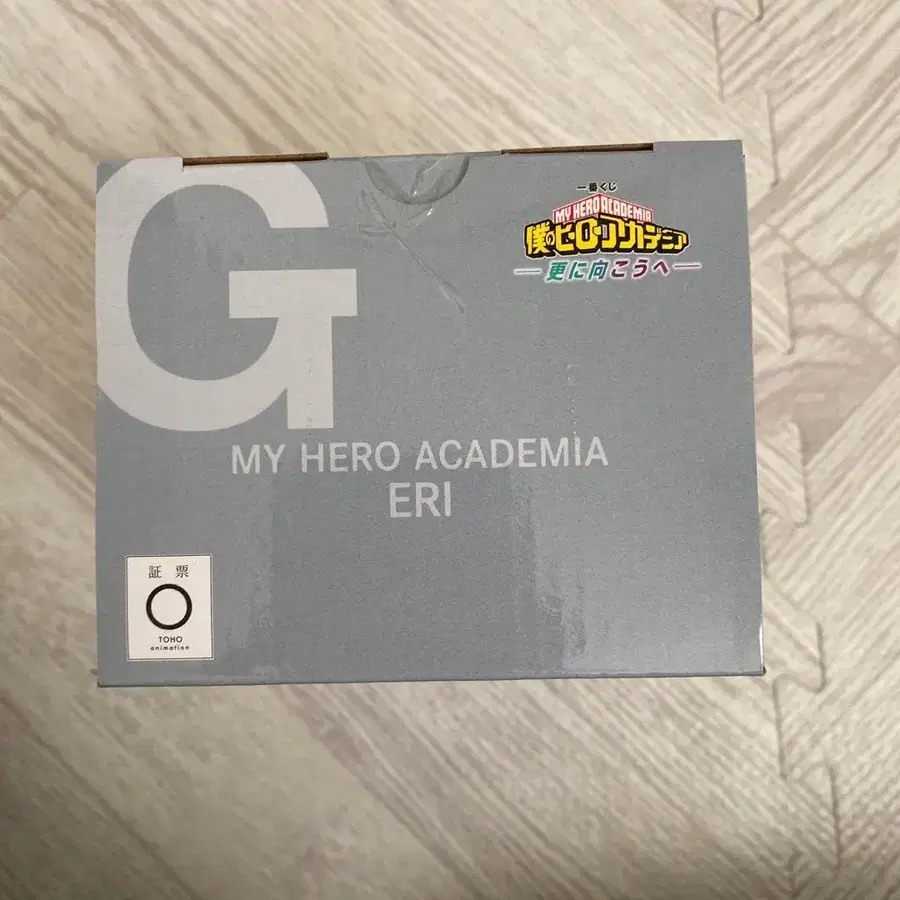 G
一番くじ
MY HERO ACADEMIA
僕のヒーローアカデミア
更に向こうへ
MY HERO ACADEMIA
ERI
証票
TOHO
animation